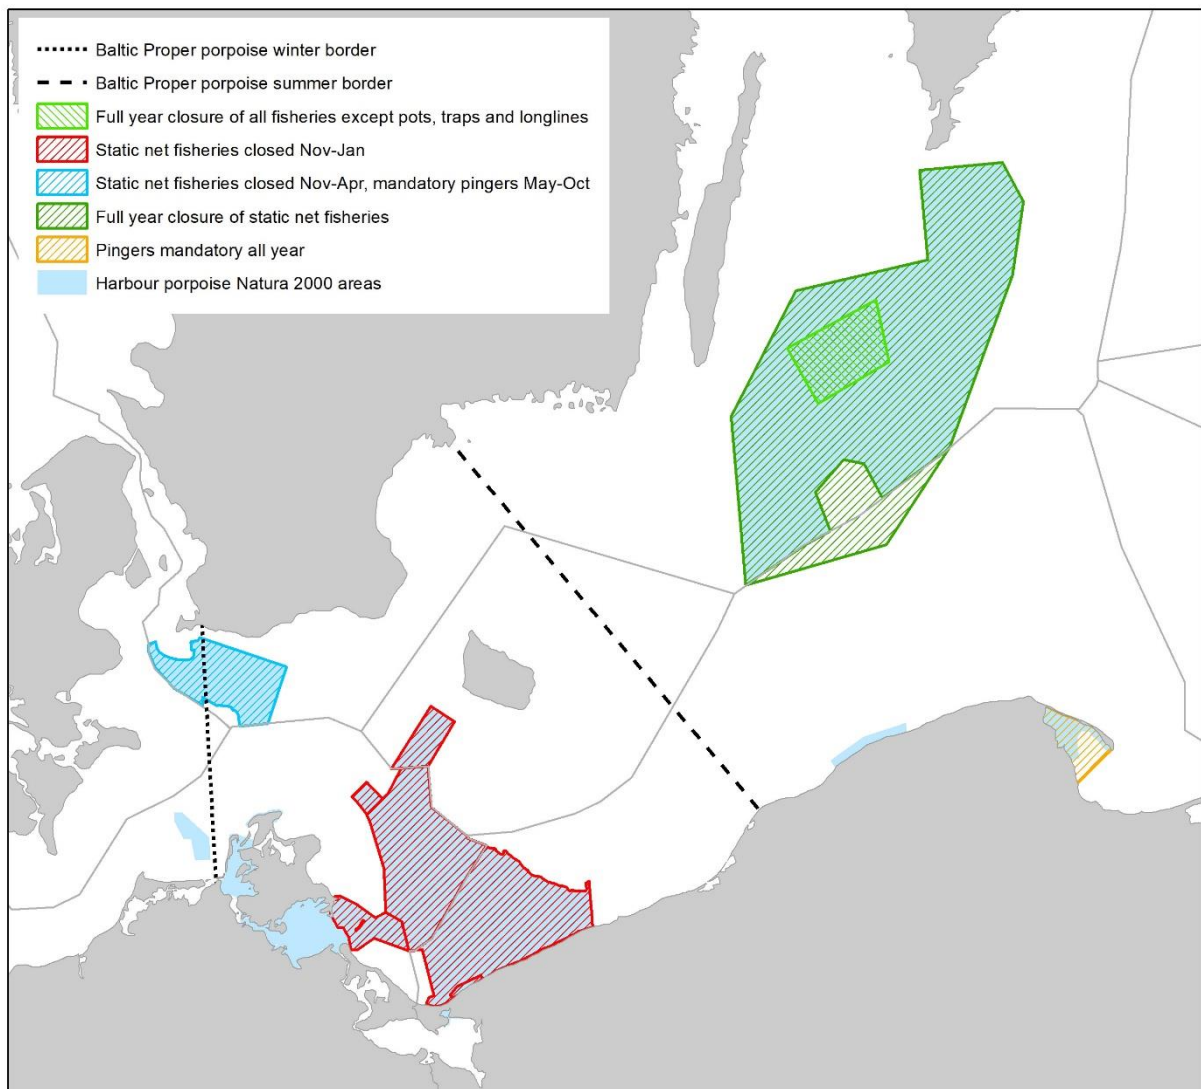 Baltic Proper porpoise winter border
Baltic Proper porpoise summer border
Full year closure of all fisheries except pots, traps and longlines
Static net fisheries closed Nov-Jan
Static net fisheries closed Nov-Apr, mandatory pingers May-Oct
Full year closure of static net fisheries
Pingers mandatory all year
Harbour porpoise Natura 2000 areas